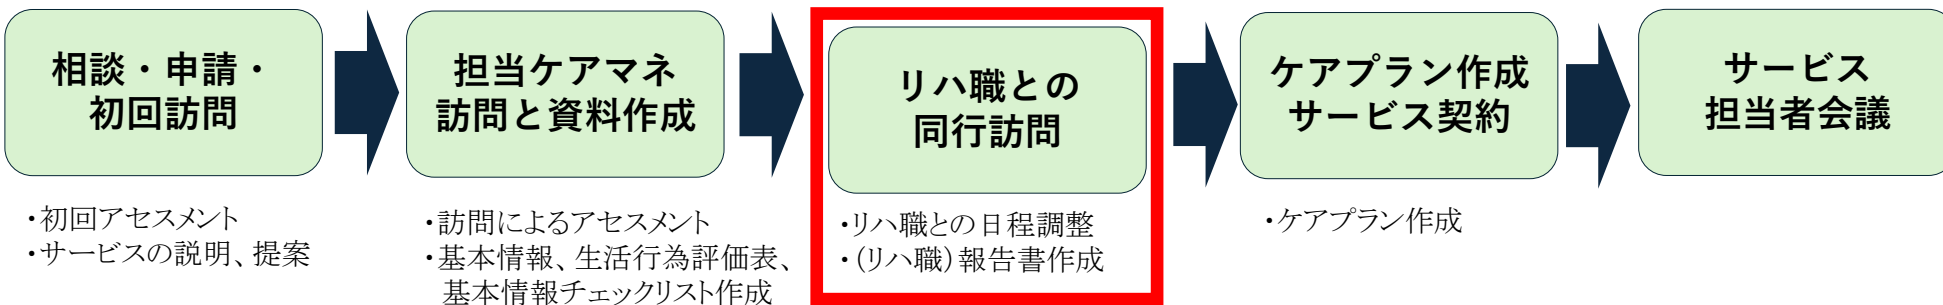 相談・申請・
初回訪問
・初回アセスメント
・サービスの説明、提案
担当ケアマネ
訪問と資料作成
・訪問によるアセスメント
・基本情報、生活行為評価表、
基本情報チェックリスト作成
リハ職との
同行訪問
・リハ職との日程調整
・(リハ職)報告書作成
ケアプラン作成
サービス契約
・ケアプラン作成
サービス
担当者会議